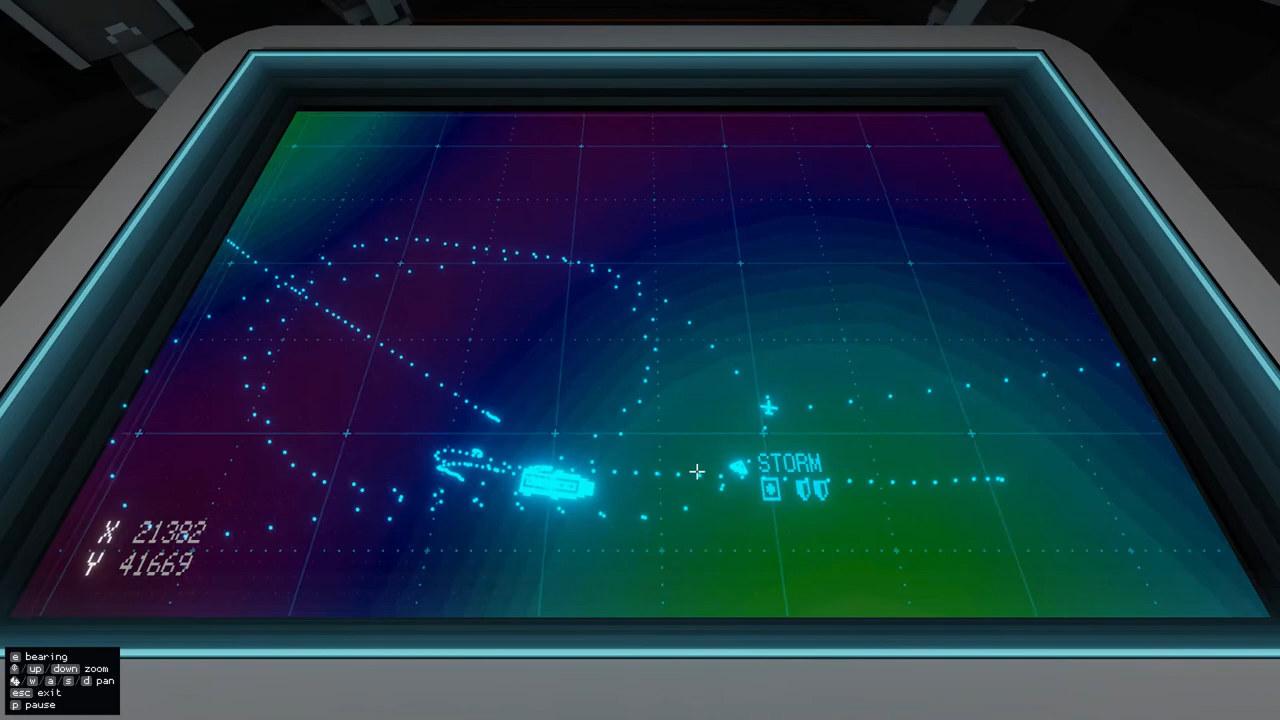 STORM
X 21382
Y 41669
e bearing
/ up / down zoom
/ w / a / s / d pan
esc exit
p pause